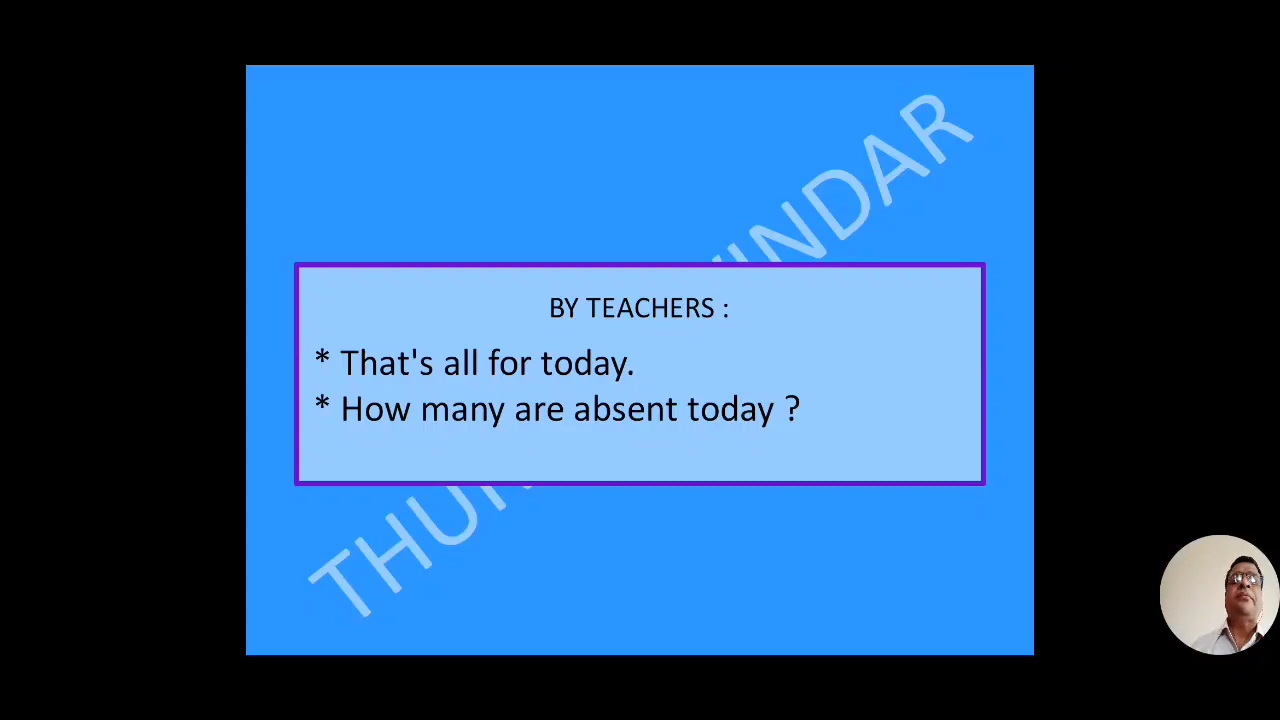 BY TEACHERS :
* That's all for today.
* How many are absent today ?